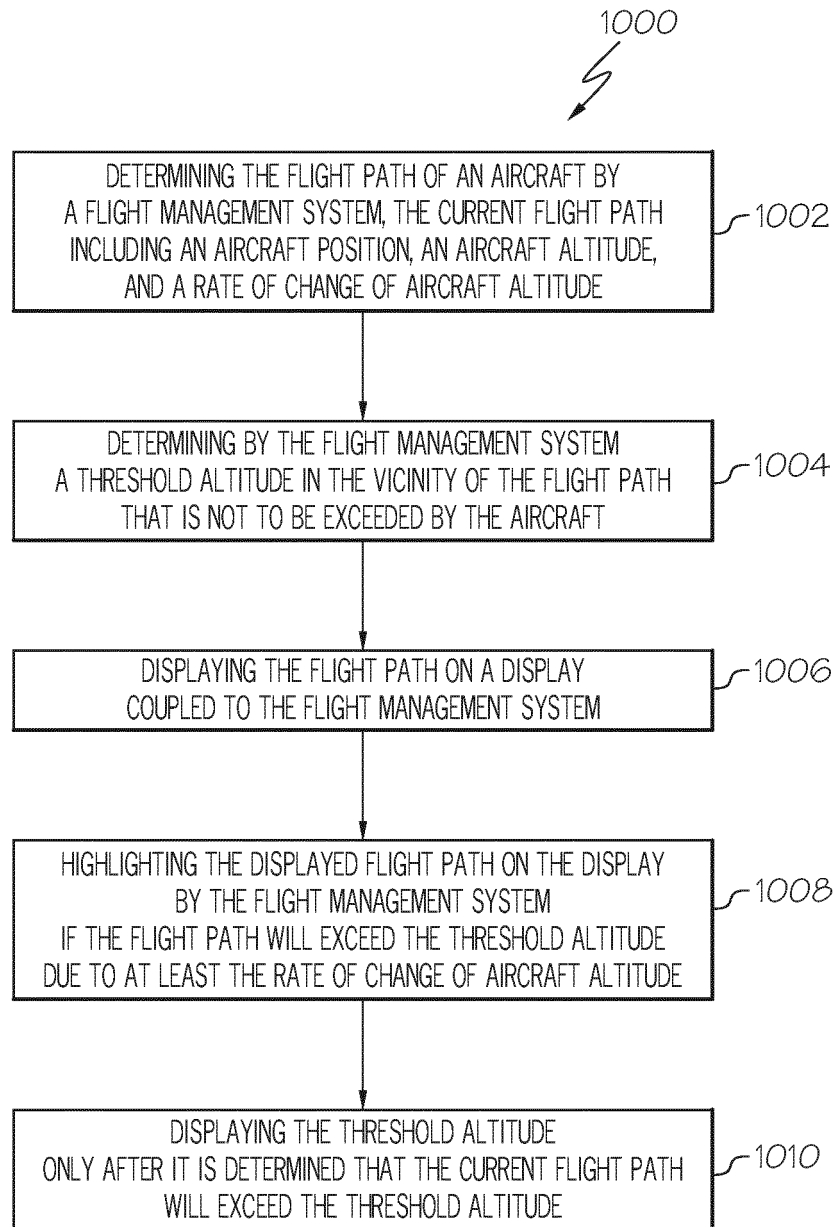 1000
DETERMINING THE FLIGHT PATH OF AN AIRCRAFT BY
A FLIGHT MANAGEMENT SYSTEM, THE CURRENT FLIGHT PATH
INCLUDING AN AIRCRAFT POSITION, AN AIRCRAFT ALTITUDE,
AND A RATE OF CHANGE OF AIRCRAFT ALTITUDE
1002
DETERMINING BY THE FLIGHT MANAGEMENT SYSTEM
A THRESHOLD ALTITUDE IN THE VICINITY OF THE FLIGHT PATH
THAT IS NOT TO BE EXCEEDED BY THE AIRCRAFT
1004
DISPLAYING THE FLIGHT PATH ON A DISPLAY
COUPLED TO THE FLIGHT MANAGEMENT SYSTEM
1006
HIGHLIGHTING THE DISPLAYED FLIGHT PATH ON THE DISPLAY
BY THE FLIGHT MANAGEMENT SYSTEM
IF THE FLIGHT PATH WILL EXCEED THE THRESHOLD ALTITUDE
DUE TO AT LEAST THE RATE OF CHANGE OF AIRCRAFT ALTITUDE
1008
DISPLAYING THE THRESHOLD ALTITUDE
ONLY AFTER IT IS DETERMINED THAT THE CURRENT FLIGHT PATH
WILL EXCEED THE THRESHOLD ALTITUDE
1010